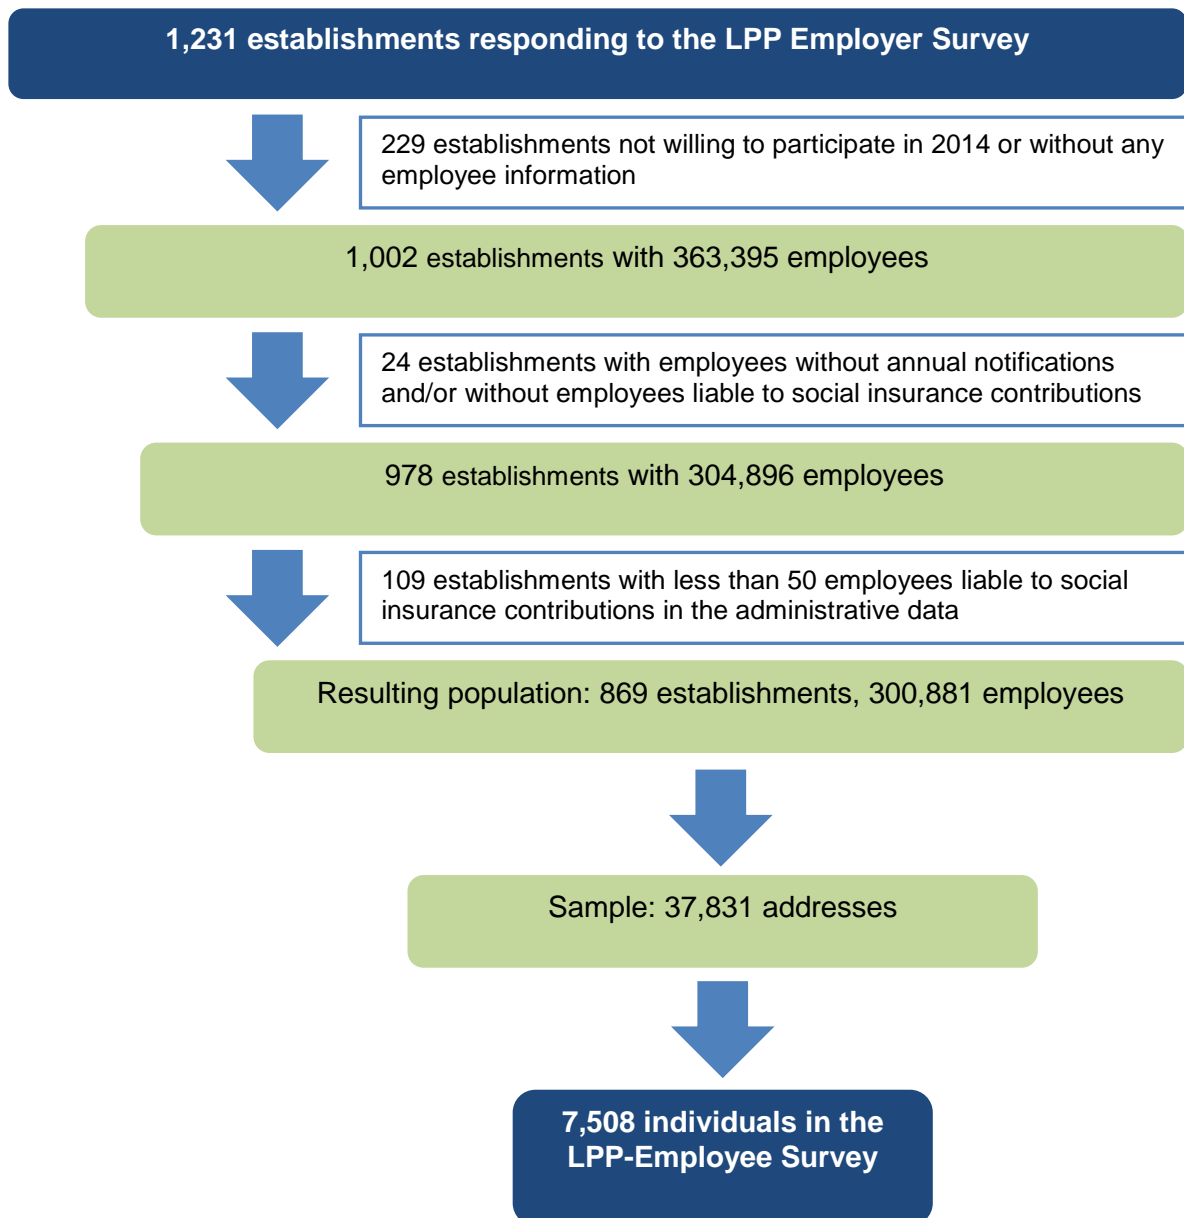 1,231 establishments responding to the LPP Employer Survey
229 establishments not willing to participate in 2014 or without any
employee information
1,002 establishments with 363,395 employees
24 establishments with employees without annual notifications
and/or without employees liable to social insurance contributions
978 establishments with 304,896 employees
109 establishments with less than 50 employees liable to social
insurance contributions in the administrative data
Resulting population: 869 establishments, 300,881 employees
Sample: 37,831 addresses
7,508 individuals in the
LPP-Employee Survey